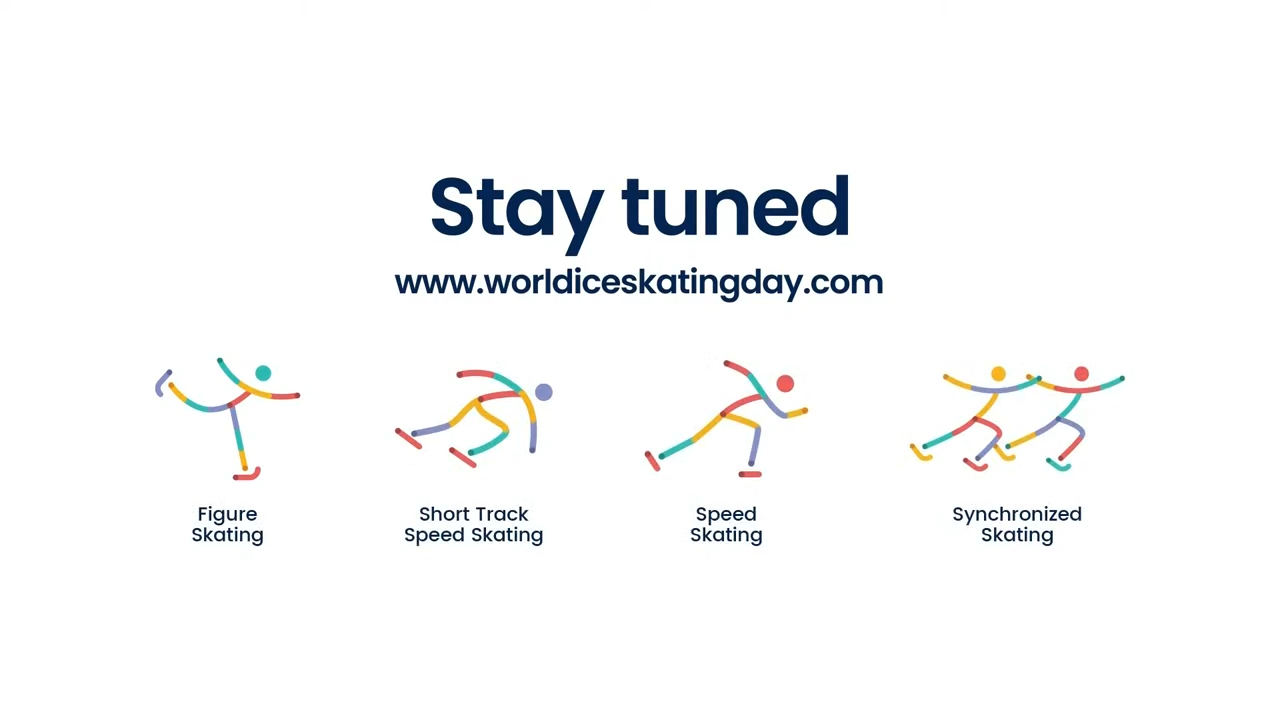 Stay tuned
www.worldiceskatingday.com
Figure
Skating
Short Track
Speed Skating
Speed
Skating
Synchronized
Skating